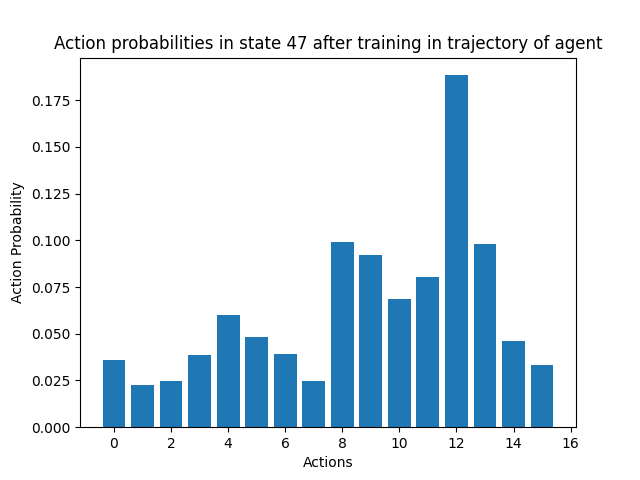 Action probabilities in state 47 after training in trajectory of agent
0.175
0.150
0.125
0.100
0.075
0.050
0.025
0.000
Action Probability
0 2 4 6 8 10 12 14 16
Actions